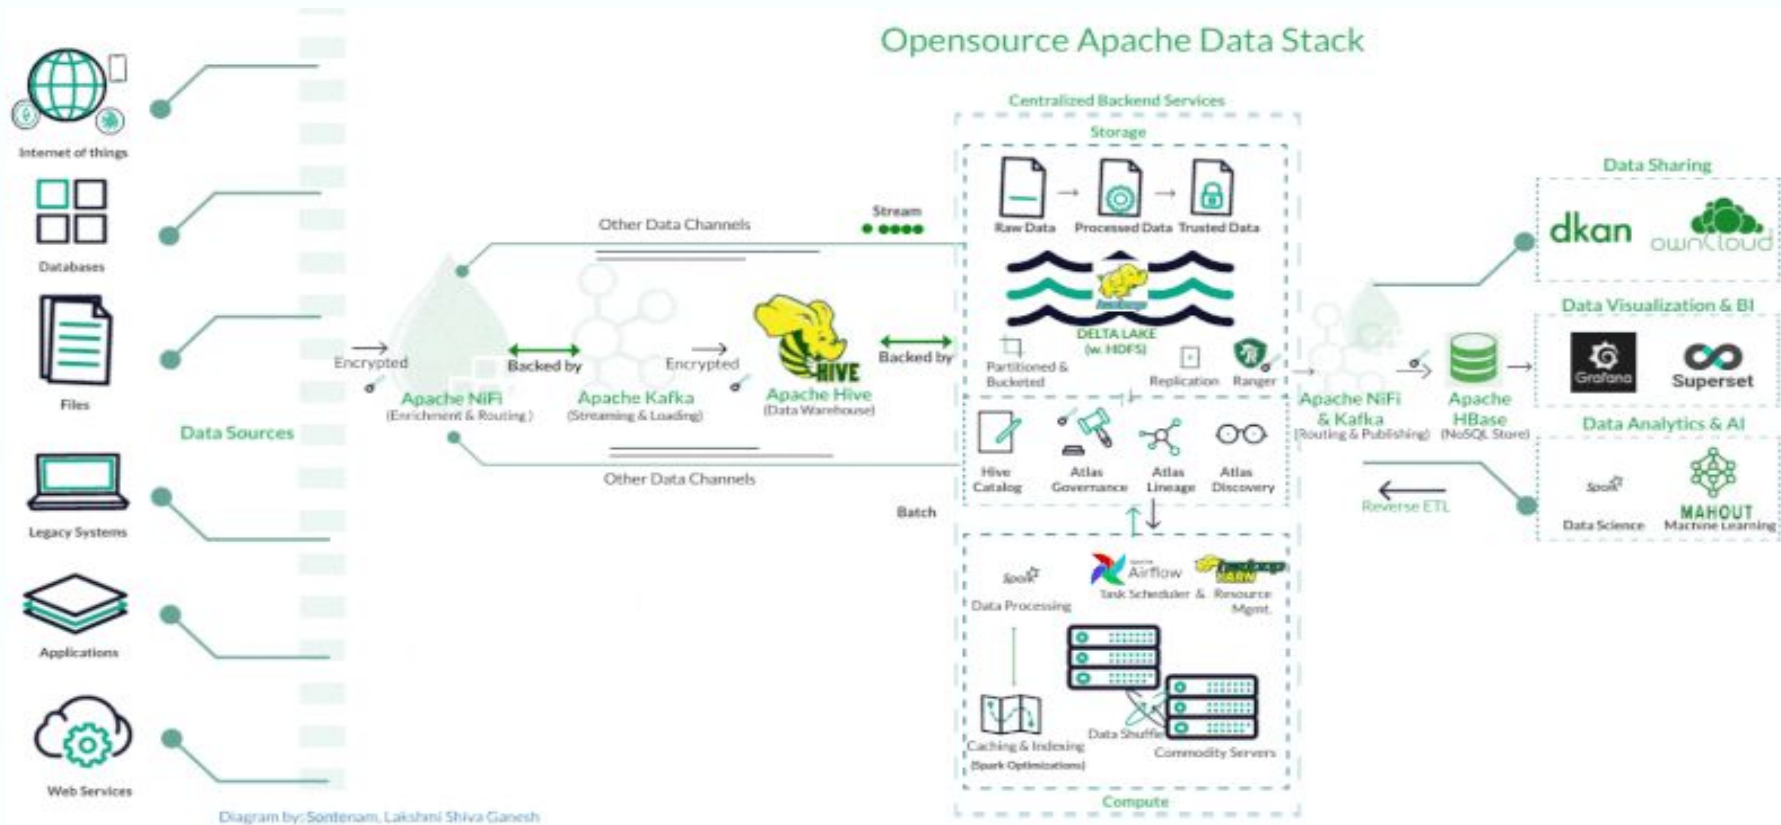 Opensource Apache Data Stack
Internet of things
Databases
Files
Legacy Systems
Applications
Web Services
Data Sources
Encrypted
Apache NiFi
(Enrichment & Routing )
Backed by
Apache Kafka
(Streaming & Loading)
Encrypted
HIVE
Apache Hive
(Data Warehouse)
Backed by
Other Data Channels
Stream
Other Data Channels
Batch
Centralized Backend Services
Storage
Raw Data
Processed Data
Trusted Data
DELTA LAKE
(w. HDFS)
Partitioned &
Bucketed
Replication
Ranger
Hive
Catalog
Atlas
Governance
Atlas
Lineage
Atlas
Discovery
Spark
Data Processing
Airflow
YARN
Task Scheduler & Resource
Mgmt.
Caching & Indexing
(Spark Optimizations)
Data Shuffle
Commodity Servers
Compute
Apache NiFi
& Kafka
(Routing & Publishing)
Apache
HBase
(NoSQL Store)
Reverse ETL
Data Sharing
dkan
ownCloud
Data Visualization & BI
Grafana
Superset
Data Analytics & AI
Spark
Data Science
MAHOUT
Machine Learning
Diagram by: Sontenam, Lakshmi Shiva Ganesh